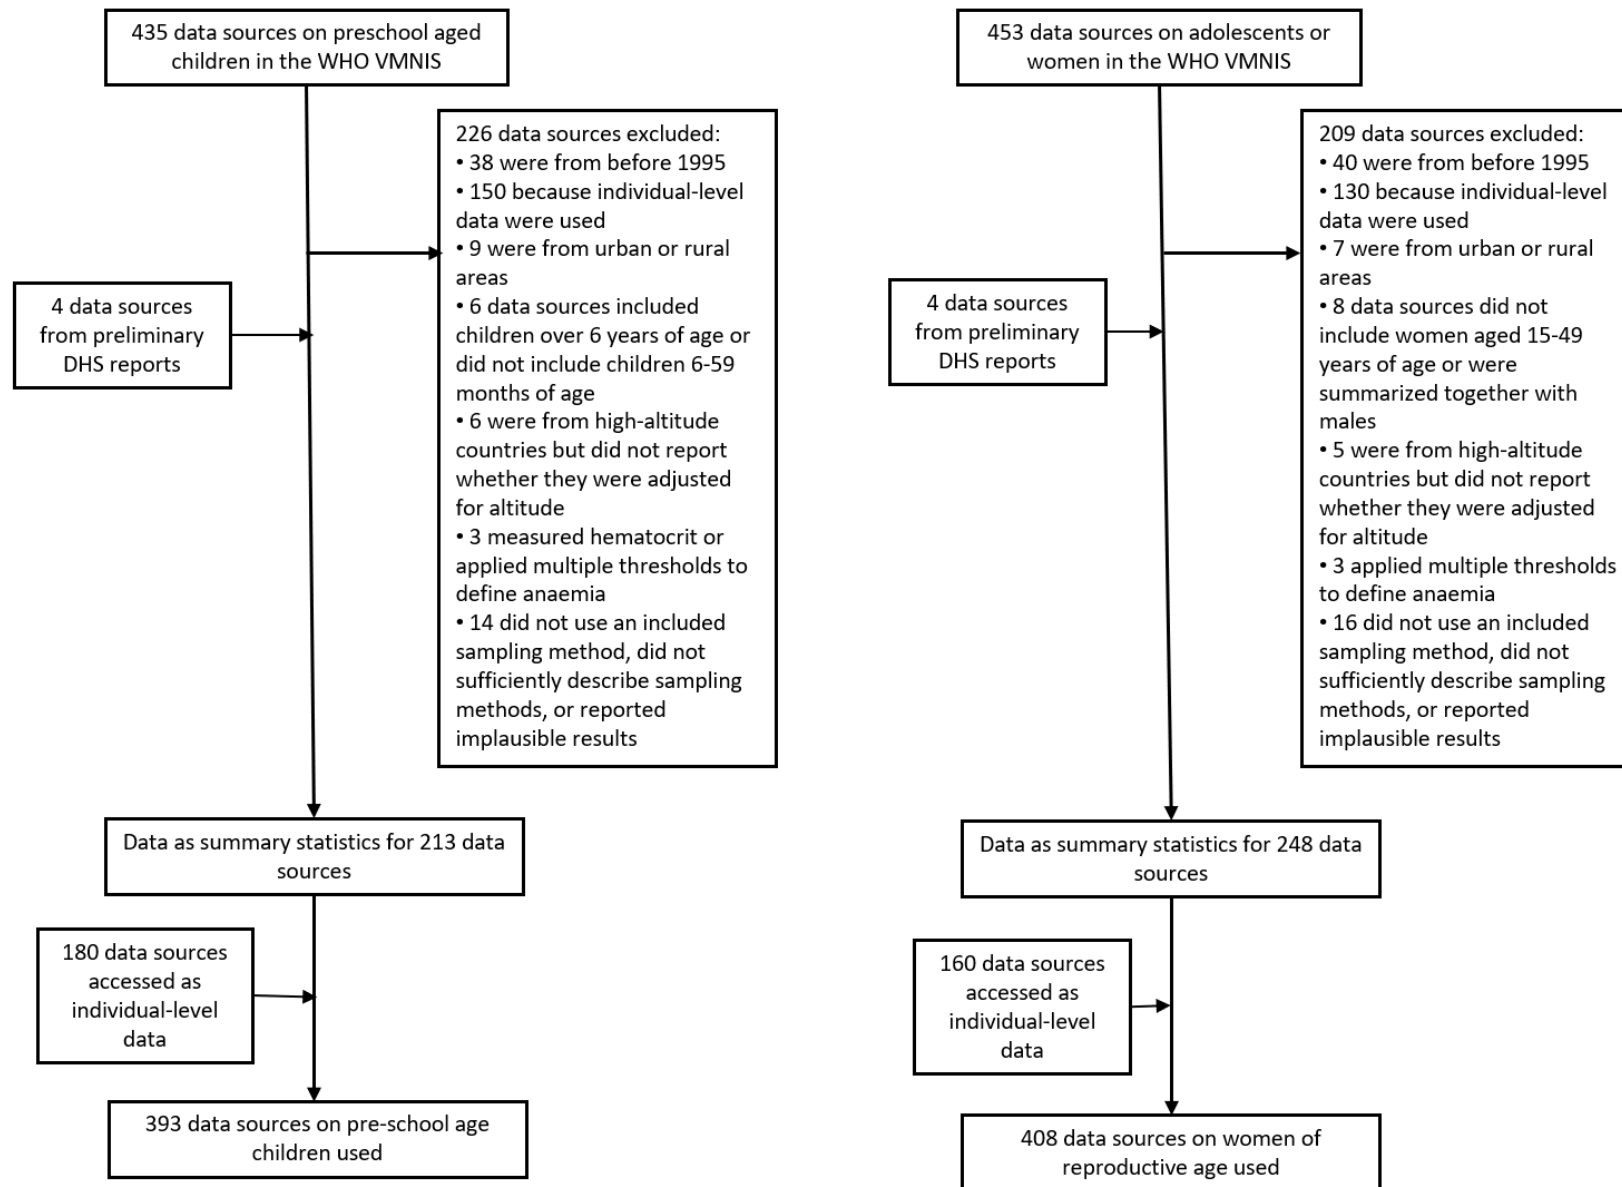 435 data sources on preschool aged
children in the WHO VMNIS
226 data sources excluded:
• 38 were from before 1995
• 150 because individual-level
data were used
• 9 were from urban or rural
areas
• 6 data sources included
children over 6 years of age or
did not include children 6-59
months of age
• 6 were from high-altitude
countries but did not report
whether they were adjusted
for altitude
• 3 measured hematocrit or
applied multiple thresholds to
define anaemia
• 14 did not use an included
sampling method, did not
sufficiently describe sampling
methods, or reported
implausible results
4 data sources
from preliminary
DHS reports
Data as summary statistics for 213 data
sources
180 data sources
accessed as
individual-level
data
393 data sources on pre-school age
children used
453 data sources on adolescents or
women in the WHO VMNIS
209 data sources excluded:
• 40 were from before 1995
• 130 because individual-level
data were used
• 7 were from urban or rural
areas
• 8 data sources did not
include women aged 15-49
years of age or were
summarized together with
males
• 5 were from high-altitude
countries but did not report
whether they were adjusted
for altitude
• 3 applied multiple thresholds
to define anaemia
• 16 did not use an included
sampling method, did not
sufficiently describe sampling
methods, or reported
implausible results
4 data sources
from preliminary
DHS reports
Data as summary statistics for 248 data
sources
160 data sources
accessed as
individual-level
data
408 data sources on women of
reproductive age used